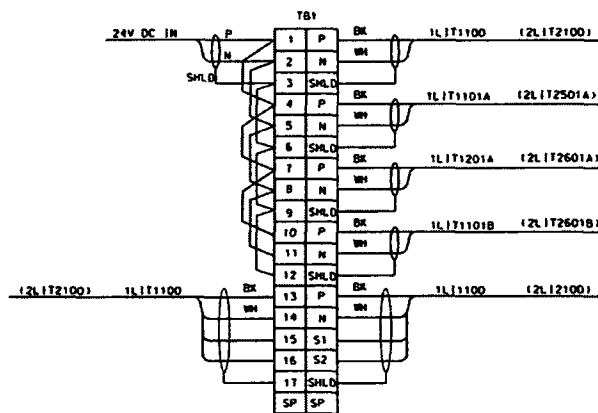 TB1
24V DC IN P 1 P BK 1LIT1100 (2LIT2100)
N 2 N WH
SHLD 3 SHLD
4 P BK 1LIT1101A (2LIT2501A)
5 N WH
6 SHLD
7 P BK 1LIT1201A (2LIT2601A)
8 N WH
9 SHLD
10 P BK 1LIT1101B (2LIT2601B)
11 N WH
12 SHLD
(2LIT2100) 1LIT1100 BK 13 P BK 1LI1100 (2LI2100)
WH 14 N WH
15 S1
16 S2
17 SHLD
SP SP